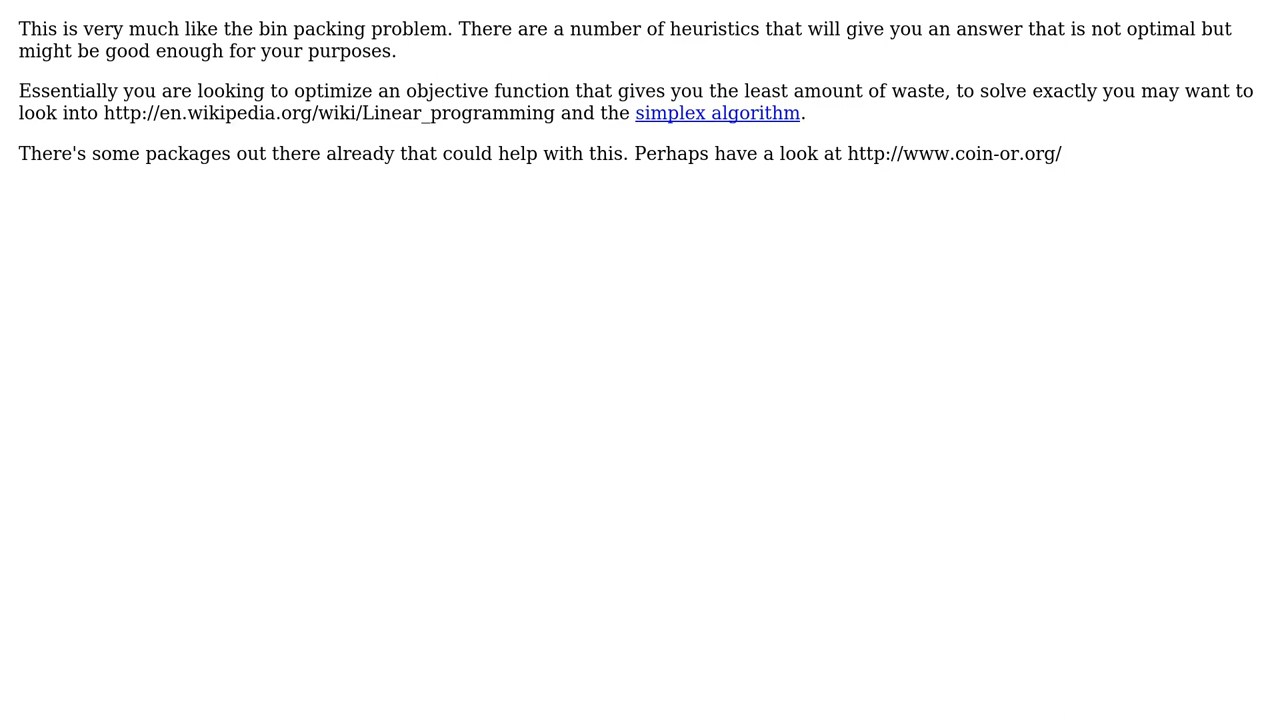 This is very much like the bin packing problem. There are a number of heuristics that will give you an answer that is not optimal but
might be good enough for your purposes.
Essentially you are looking to optimize an objective function that gives you the least amount of waste, to solve exactly you may want to
look into http://en.wikipedia.org/wiki/Linear_programming and the simplex algorithm.
There's some packages out there already that could help with this. Perhaps have a look at http://www.coin-or.org/